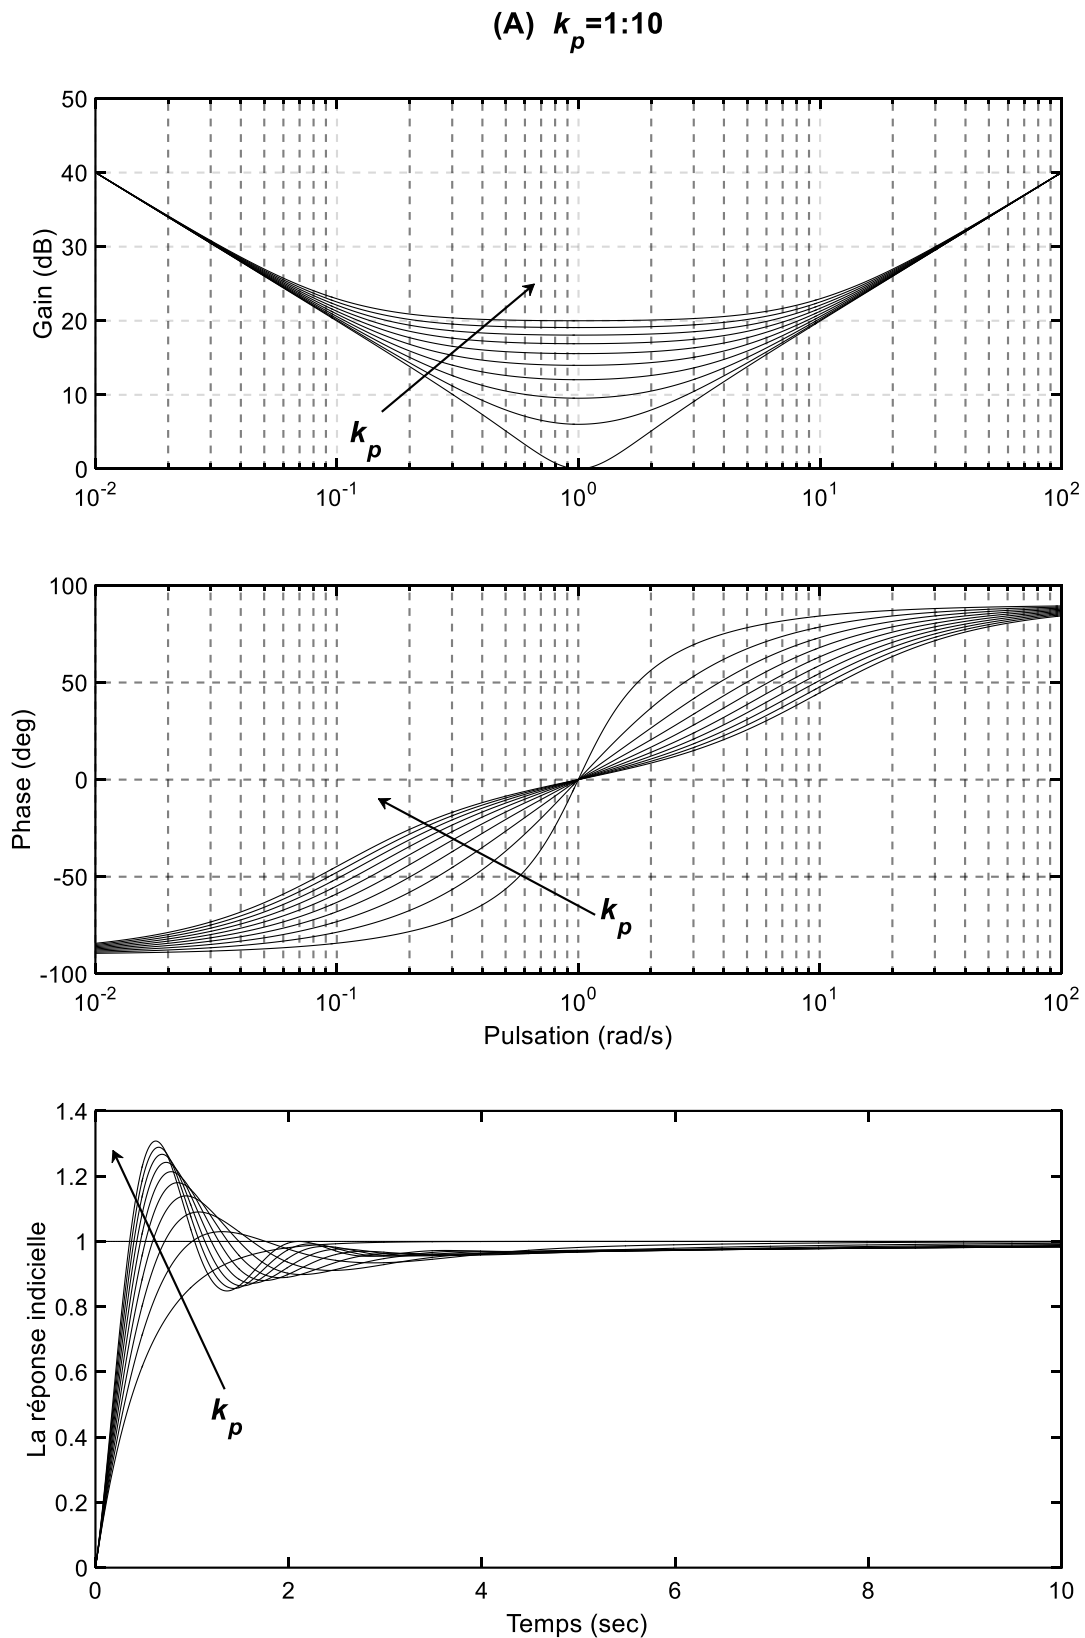 (A) kp=1:10
50
40
30
20
10
0
Gain (dB)
kp
10-2 10-1 100 101 102
100
50
0
-50
-100
Phase (deg)
kp
10-2 10-1 100 101 102
Pulsation (rad/s)
1.4
1.2
1
0.8
0.6
0.4
0.2
0
La réponse indicielle
kp
0 2 4 6 8 10
Temps (sec)